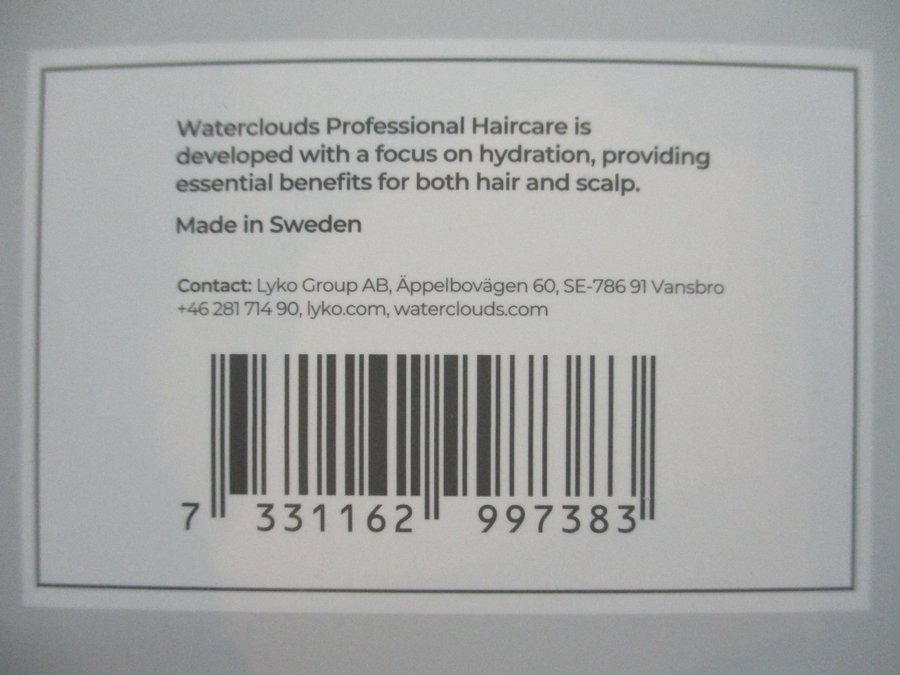 Waterclouds Professional Haircare is
developed with a focus on hydration, providing
essential benefits for both hair and scalp.
Made in Sweden
Contact: Lyko Group AB, Äppelbovägen 60, SE-786 91 Vansbro
+46 281 714 90, lyko.com, waterclouds.com
7 331162 997383